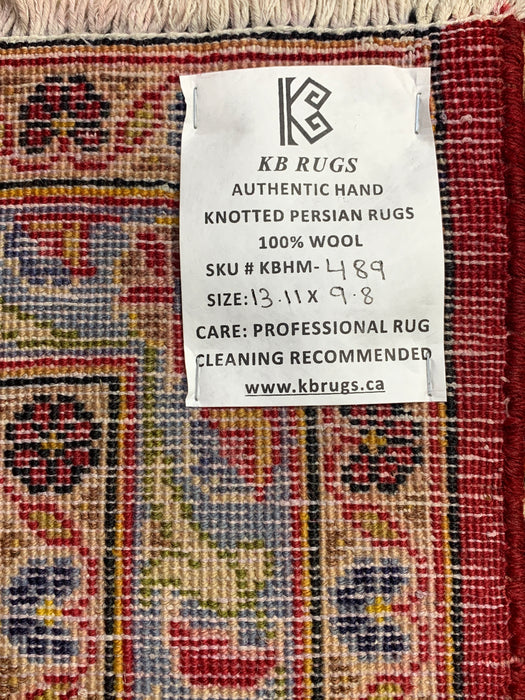 KB RUGS
AUTHENTIC HAND
KNOTTED PERSIAN RUGS
100% WOOL
SKU # KBHM-489
SIZE:13.11 X 9.8
CARE: PROFESSIONAL RUG
CLEANING RECOMMENDED
www.kbrugs.ca